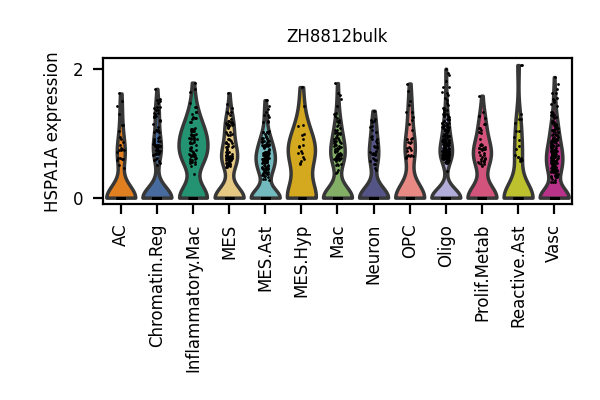 ZH8812bulk
HSPA1A expression
2
0
AC
Chromatin.Reg
Inflammatory.Mac
MES
MES.Ast
MES.Hyp
Mac
Neuron
OPC
Oligo
Prolif.Metab
Reactive.Ast
Vasc